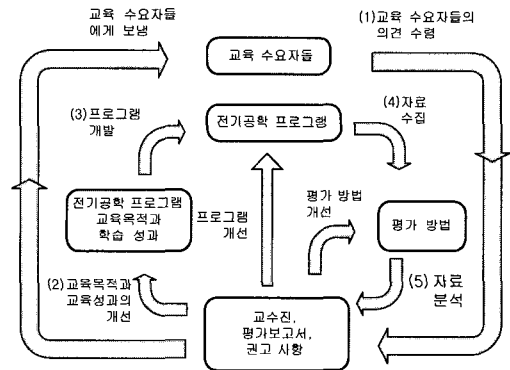 교육 수요자들
에게 보냄
(1)교육 수요자들의
의견 수령
교육 수요자들
(3)프로그램
개발
전기공학 프로그램
(4)자료
수집
전기공학 프로그램
교육목적과
학습 성과
프로그램
개선
평가 방법
개선
평가 방법
(2)교육목적과
교육성과의
개선
교수진,
평가보고서,
권고 사항
(5) 자료
분석